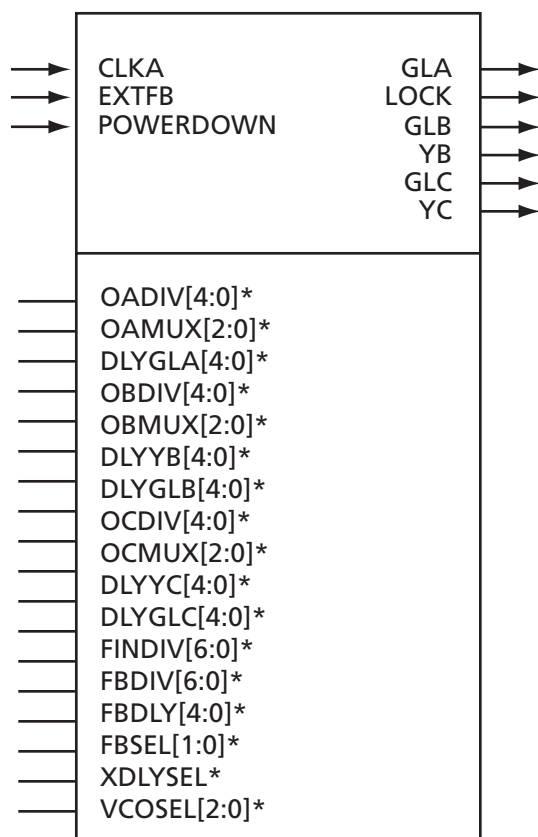 CLKA GLA
EXTFB LOCK
POWERDOWN GLB
YB
GLC
YC
OADIV[4:0]*
OAMUX[2:0]*
DLYGLA[4:0]*
OBDIV[4:0]*
OBMUX[2:0]*
DLYYB[4:0]*
DLYGLB[4:0]*
OCDIV[4:0]*
OCMUX[2:0]*
DLYYC[4:0]*
DLYGLC[4:0]*
FINDIV[6:0]*
FBDIV[6:0]*
FBDLY[4:0]*
FBSEL[1:0]*
XDLYSEL*
VCOSEL[2:0]*